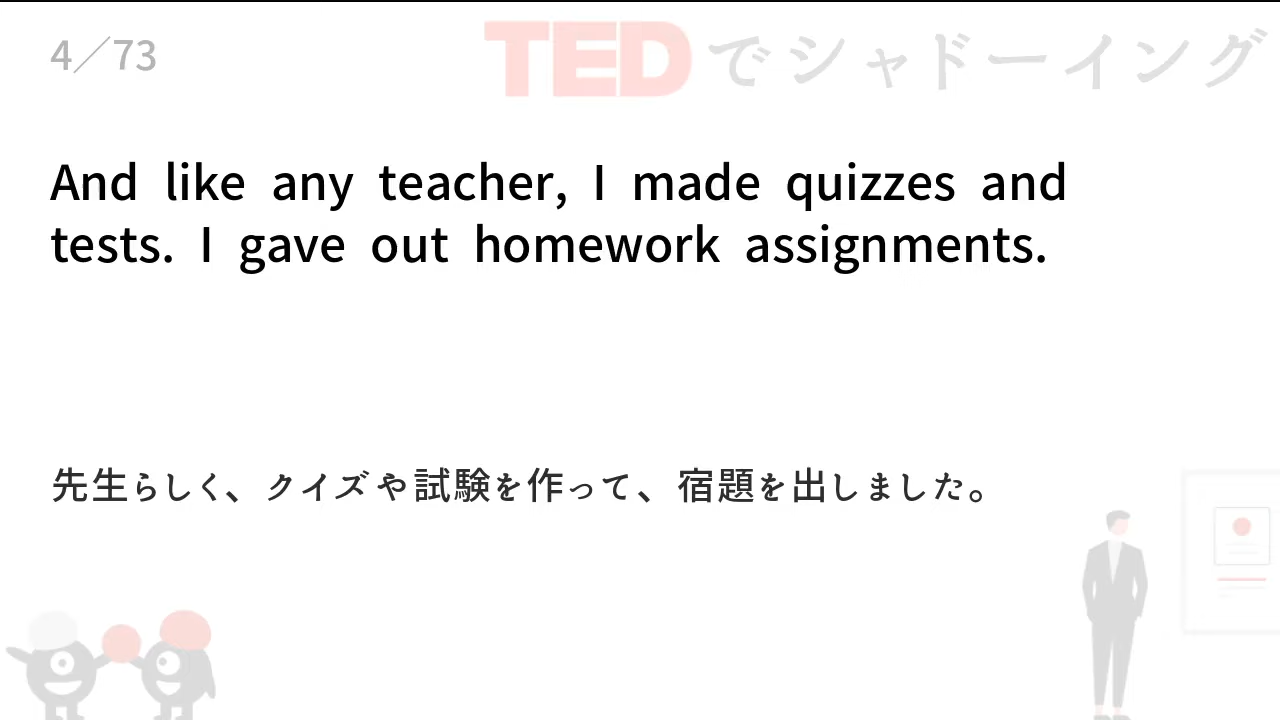 4／73
TEDでシャドーイング
And like any teacher, I made quizzes and
tests. I gave out homework assignments.
先生らしく、クイズや試験を作って、宿題を出しました。